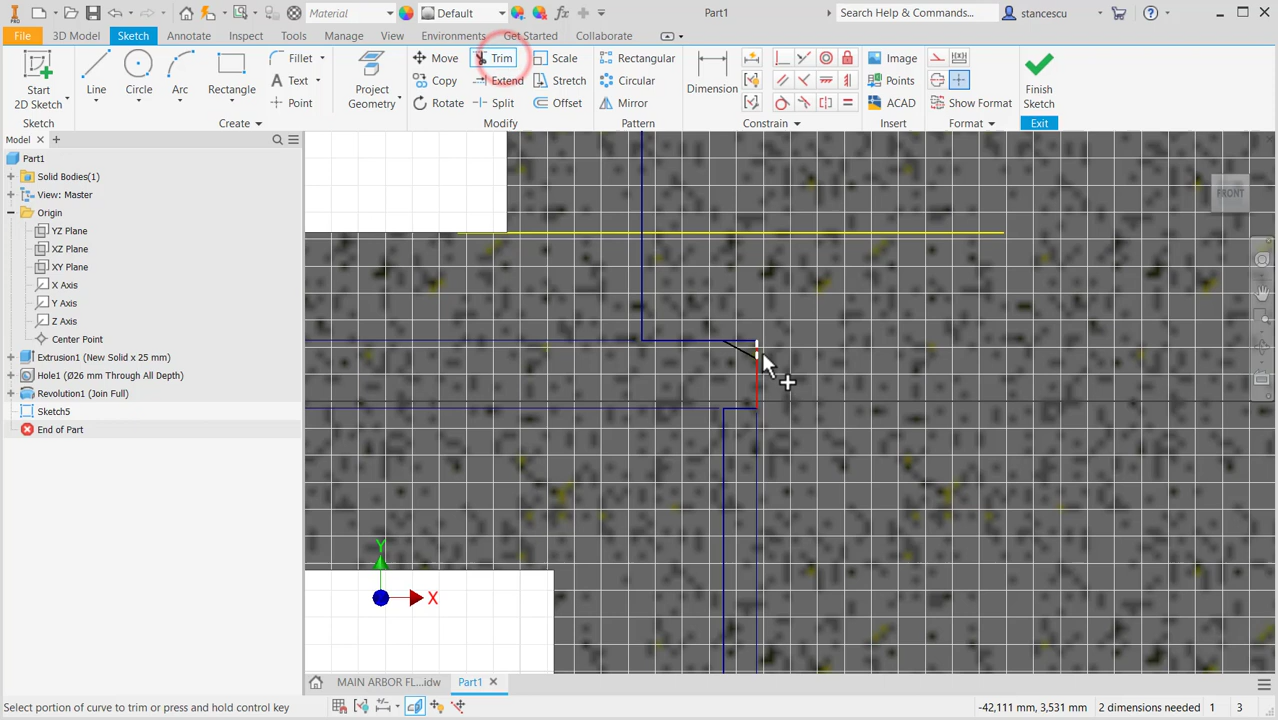 Material
Default
Part1
Search Help & Commands...
stancescu
File
3D Model
Sketch
Annotate
Inspect
Tools
Manage
View
Environments
Get Started
Collaborate
Start
2D Sketch
Line
Circle
Arc
Rectangle
Fillet
Text
Point
Project
Geometry
Move
Copy
Rotate
Trim
Extend
Split
Scale
Stretch
Offset
Rectangular
Circular
Mirror
Dimension
Image
Points
ACAD
Show Format
Finish
Sketch
Sketch
Create
Modify
Pattern
Constrain
Insert
Format
Exit
Model
Part1
Solid Bodies(1)
View: Master
Origin
YZ Plane
XZ Plane
XY Plane
X Axis
Y Axis
Z Axis
Center Point
Extrusion1 (New Solid x 25 mm)
Hole1 (Ø26 mm Through All Depth)
Revolution1 (Join Full)
Sketch5
End of Part
FRONT
Y
X
MAIN ARBOR FL...idw
Part1
Select portion of curve to trim or press and hold control key
-42,111 mm, 3,531 mm
2 dimensions needed
1
3